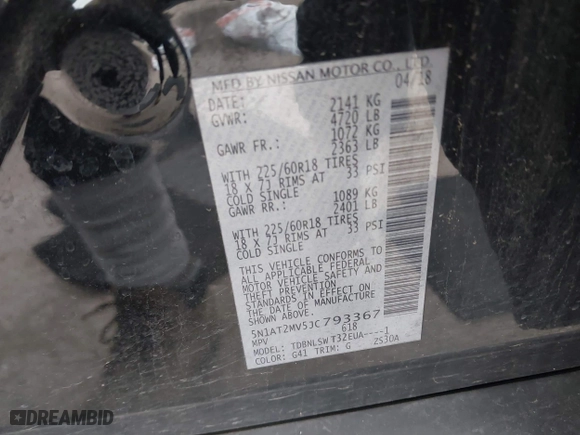 MFD BY NISSAN MOTOR CO., LTD.
DATE: 04/18
GVWR: 2141 KG
4720 LB
GAWR FR.: 1072 KG
2363 LB
WITH 225/60R18 TIRES
18 X 7J RIMS AT 33 PSI
COLD SINGLE
GAWR RR.: 1089 KG
2401 LB
WITH 225/60R18 TIRES
18 X 7J RIMS AT 33 PSI
COLD SINGLE
THIS VEHICLE CONFORMS TO
ALL APPLICABLE FEDERAL
MOTOR VEHICLE SAFETY AND
THEFT PREVENTION
STANDARDS IN EFFECT ON
THE DATE OF MANUFACTURE
SHOWN ABOVE.
5N1AT2MV5JC793367
MPV 618
MODEL: TDBNLSW T32EUA----1
COLOR: G41 TRIM: G ZS30A
DREAMBID